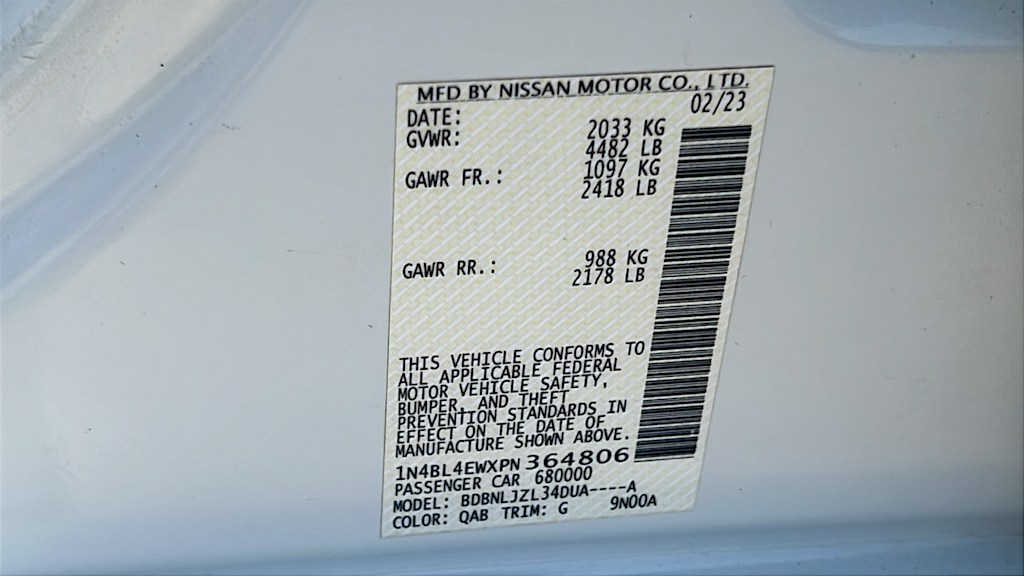 MFD BY NISSAN MOTOR CO., LTD.
DATE: 02/23
GVWR: 2033 KG
4482 LB
GAWR FR.: 1097 KG
2418 LB
GAWR RR.: 988 KG
2178 LB
THIS VEHICLE CONFORMS TO
ALL APPLICABLE FEDERAL
MOTOR VEHICLE SAFETY,
BUMPER, AND THEFT
PREVENTION STANDARDS IN
EFFECT ON THE DATE OF
MANUFACTURE SHOWN ABOVE.
1N4BL4EWXPN364806
PASSENGER CAR 680000
MODEL: BDBNLJZL34DUA----A
COLOR: QAB TRIM: G 9N00A